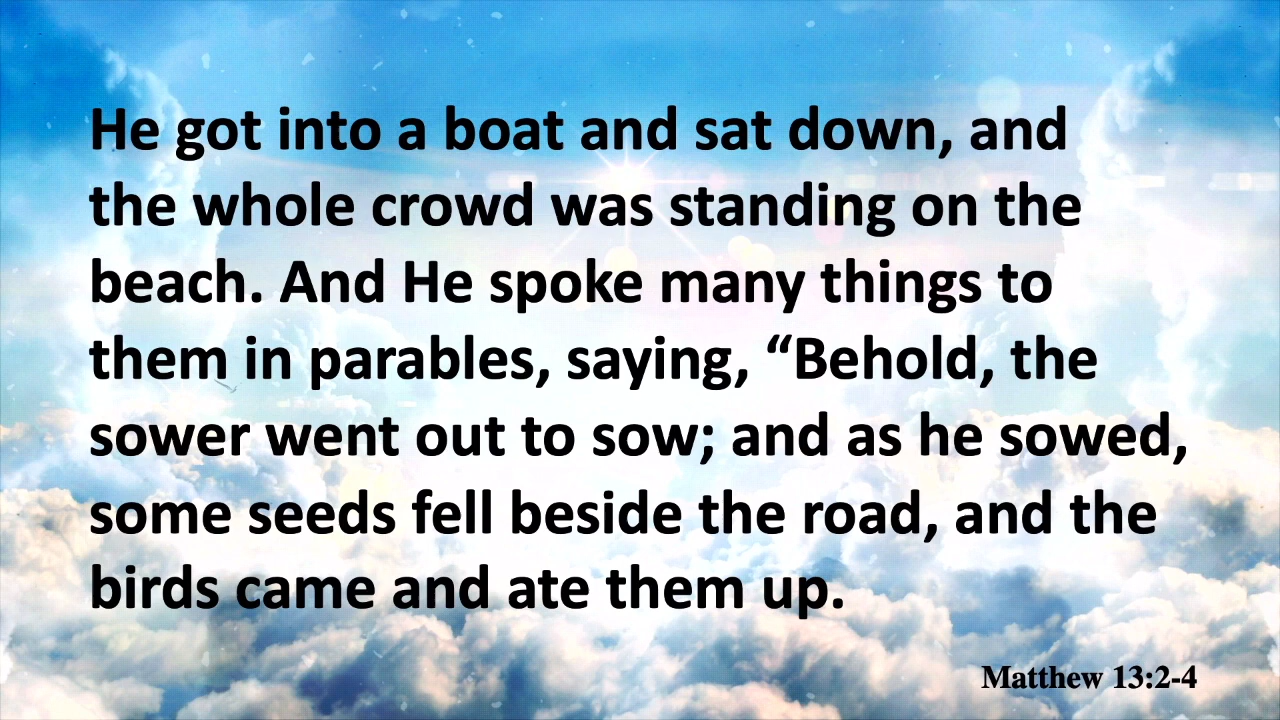 He got into a boat and sat down, and
the whole crowd was standing on the
beach. And He spoke many things to
them in parables, saying, “Behold, the
sower went out to sow; and as he sowed,
some seeds fell beside the road, and the
birds came and ate them up.
Matthew 13:2-4